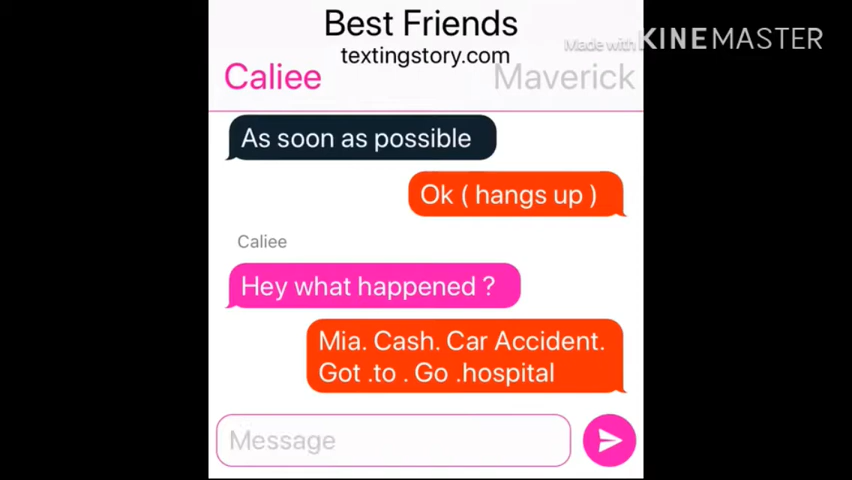 Best Friends
textingstory.com
Made with KINEMASTER
Caliee
Maverick
As soon as possible
Ok ( hangs up )
Caliee
Hey what happened ?
Mia. Cash. Car Accident.
Got .to . Go .hospital
Message